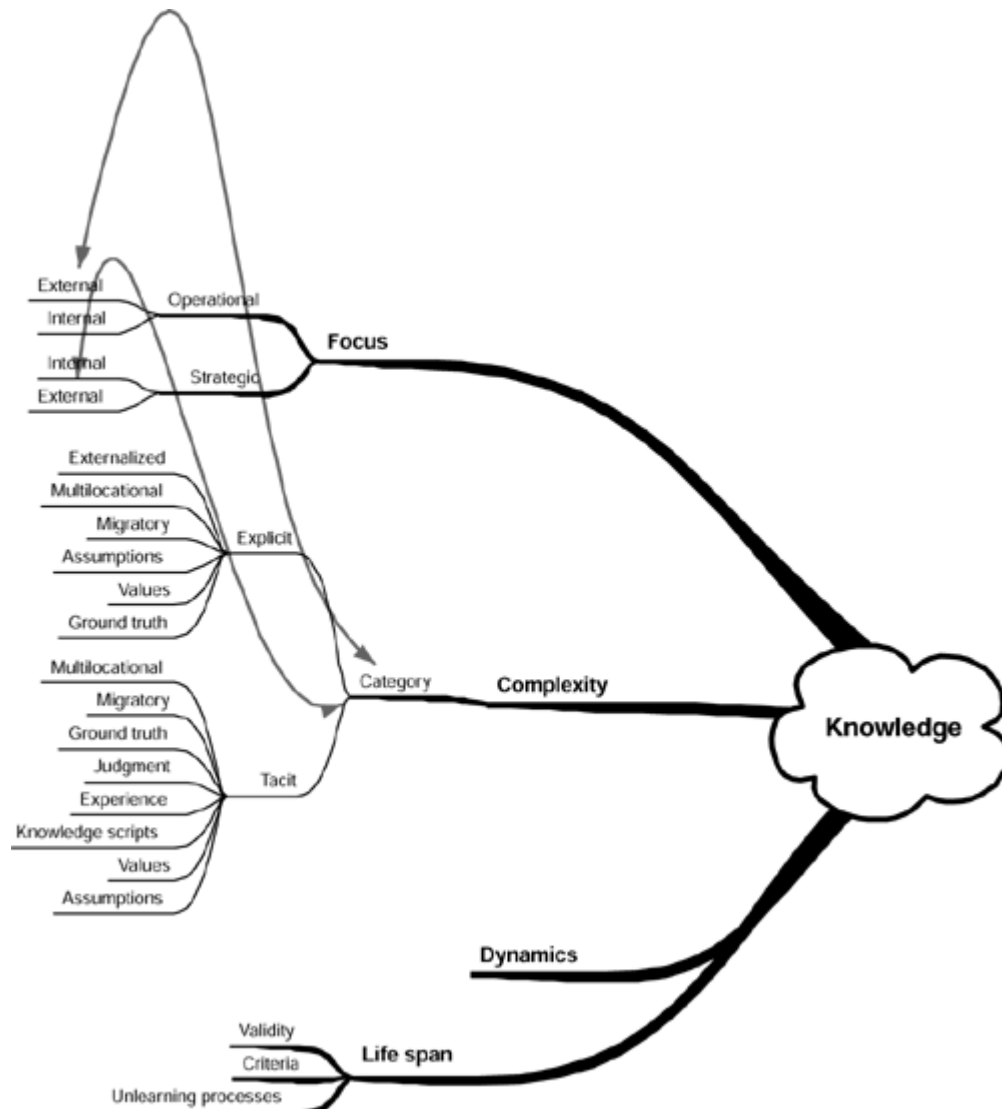 External
Operational
Internal
Focus
Internal
Strategic
External
Externalized
Multilocational
Migratory
Explicit
Assumptions
Values
Ground truth
Multilocational
Category
Complexity
Migratory
Knowledge
Ground truth
Judgment
Tacit
Experience
Knowledge scripts
Values
Assumptions
Dynamics
Validity
Life span
Criteria
Unlearning processes